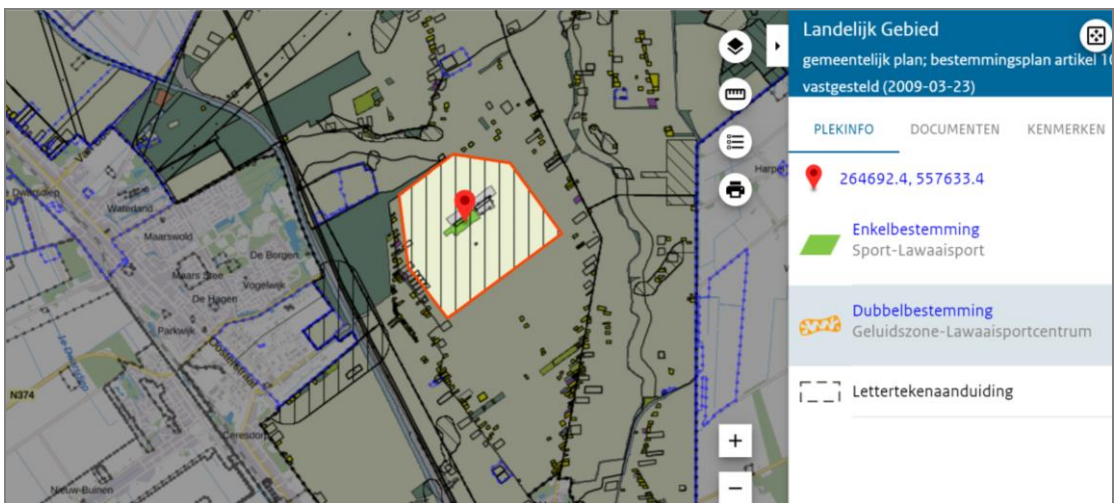 Landelijk Gebied
gemeentelijk plan; bestemmingsplan artikel 10
vastgesteld (2009-03-23)
PLEKINFO DOCUMENTEN KENMERKEN
264692.4, 557633.4
Enkelbestemming
Sport-Lawaaisport
Dubbelbestemming
Geluidszone-Lawaaisportcentrum
Lettertekenaanduiding
Waterland
Maarswold
De Borgen
Maars Stee
Vogelwijk
De Hagen
Parkwijk
N374
Ceresdorp
Nieuw-Buinen
+
−